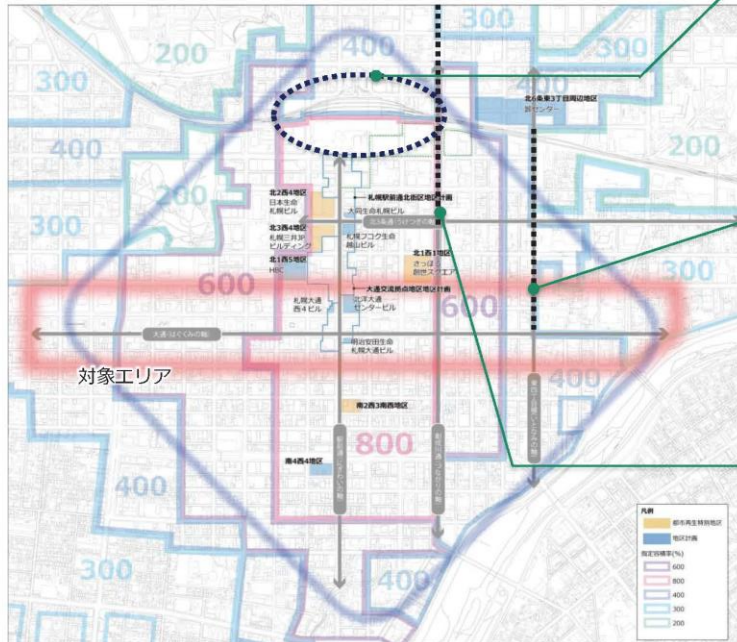 300
400
300
200
400
300
北6条東3丁目周辺地区
400
200
200
300
北2西4地区
日本生命
札幌ビル
札幌駅前通北街区地区計画
大同生命札幌ビル
北3西4地区
札幌三井JP
ビルディング
札幌フコク生命
越山ビル
北1西5地区
HBC
北1西1地区
さっぽろ
創世スクエア
600
600
300
大通交流拠点地区地区計画
札幌大通
西4ビル
北洋大通
センタービル
大通:はぐくみの軸
明治安田生命
札幌大通ビル
対象エリア
400
南2西3南西地区
800
南4西4地区
400
300
400
凡例
都市再生特別地区
地区計画
指定容積率(%)
600
800
400
300
200